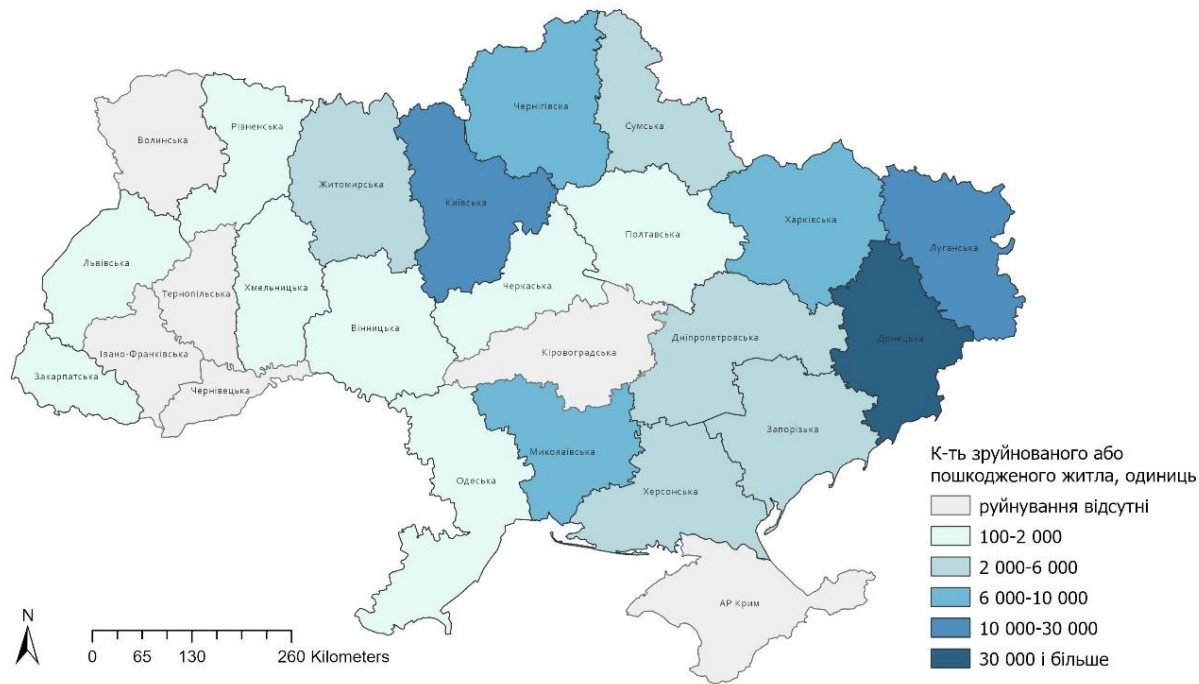 Чернігівська
Сумська
Волинська
Рівненська
Житомирська
Київська
Харківська
Луганська
Полтавська
Львівська
Тернопільська
Хмельницька
Черкаська
Вінницька
Дніпропетровська
Донецька
Івано-Франківська
Кіровоградська
Закарпатська
Чернівецька
Запорізька
Миколаївська
Одеська
Херсонська
АР Крим
К-ть зруйнованого або
пошкодженого житла, одиниць
руйнування відсутні
100-2 000
2 000-6 000
6 000-10 000
10 000-30 000
30 000 і більше
N
0 65 130 260 Kilometers